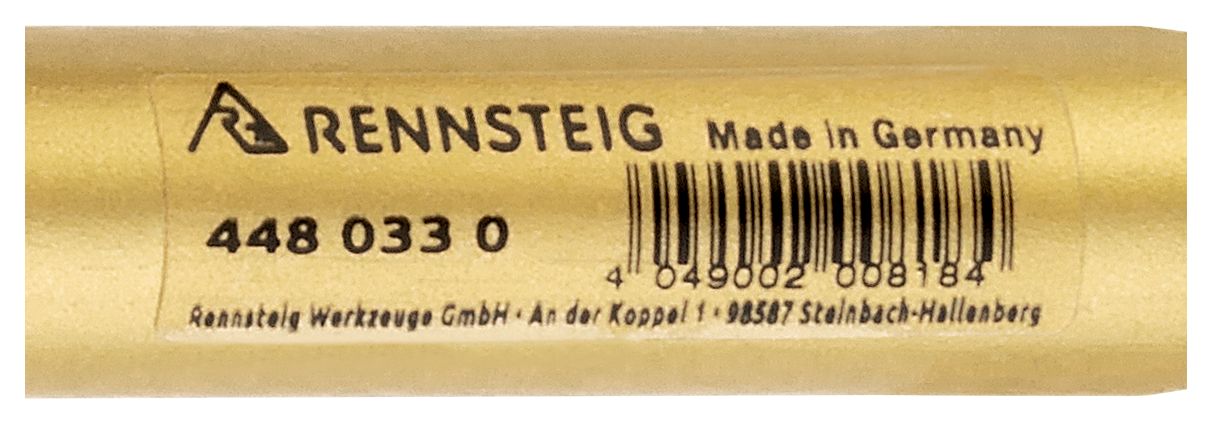 RENNSTEIG Made in Germany
448 033 0
4 049002 008184
Rennsteig Werkzeuge GmbH · An der Koppel 1 · 98587 Steinbach-Hallenberg